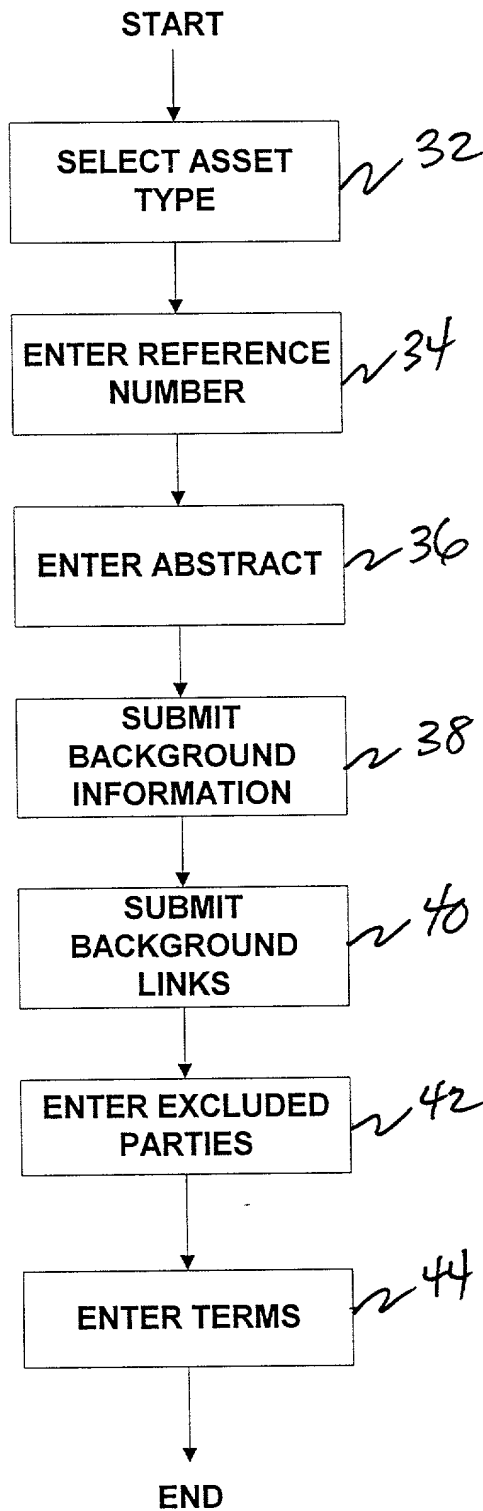 START
SELECT ASSET
TYPE
32
ENTER REFERENCE
NUMBER
34
ENTER ABSTRACT
36
SUBMIT
BACKGROUND
INFORMATION
38
SUBMIT
BACKGROUND
LINKS
40
ENTER EXCLUDED
PARTIES
42
ENTER TERMS
44
END